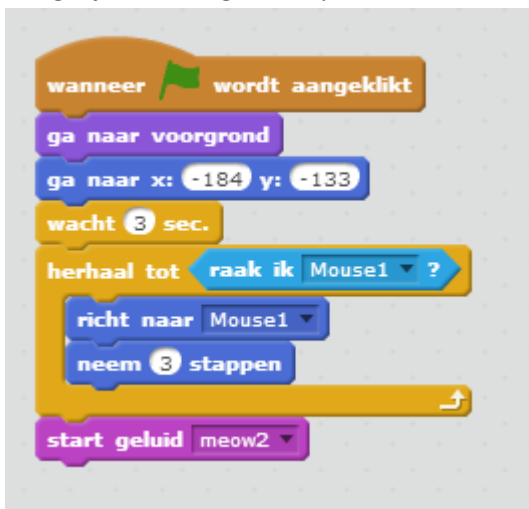 wanneer wordt aangeklikt
ga naar voorgrond
ga naar x: -184 y: -133
wacht 3 sec.
herhaal tot raak ik Mouse1 ?
richt naar Mouse1
neem 3 stappen
start geluid meow2